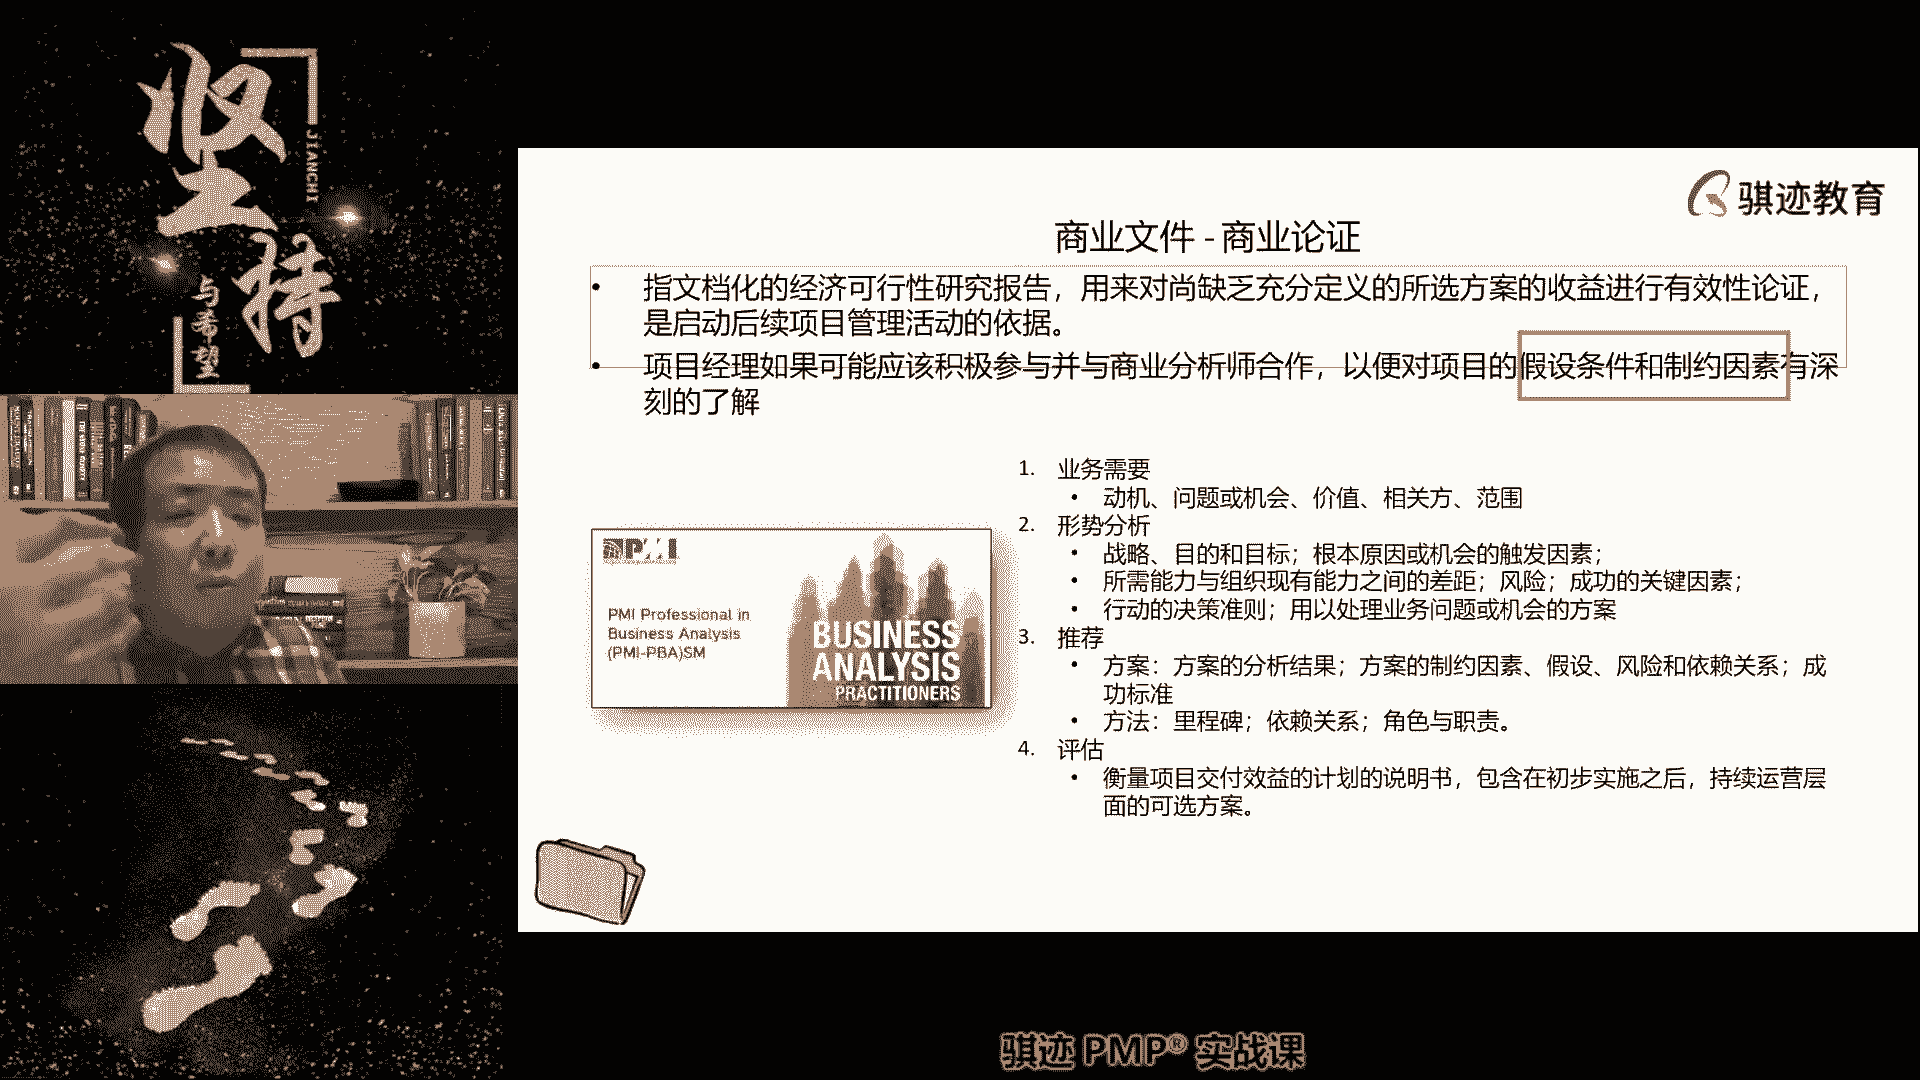 坚持
JIANCHI
与希望
骐迹教育
商业文件 - 商业论证
• 指文档化的经济可行性研究报告，用来对尚缺乏充分定义的所选方案的收益进行有效性论证，
是启动后续项目管理活动的依据。
• 项目经理如果可能应该积极参与并与商业分析师合作，以便对项目的假设条件和制约因素有深
刻的了解
1. 业务需要
• 动机、问题或机会、价值、相关方、范围
2. 形势分析
• 战略、目的和目标；根本原因或机会的触发因素；
• 所需能力与组织现有能力之间的差距；风险；成功的关键因素；
• 行动的决策准则；用以处理业务问题或机会的方案
3. 推荐
• 方案：方案的分析结果；方案的制约因素、假设、风险和依赖关系；成
功标准
• 方法：里程碑；依赖关系；角色与职责。
4. 评估
• 衡量项目交付效益的计划的说明书，包含在初步实施之后，持续运营层
面的可选方案。
PMI
PMI Professional in
Business Analysis
(PMI-PBA)SM
BUSINESS
ANALYSIS
PRACTITIONERS
骐迹 PMP® 实战课